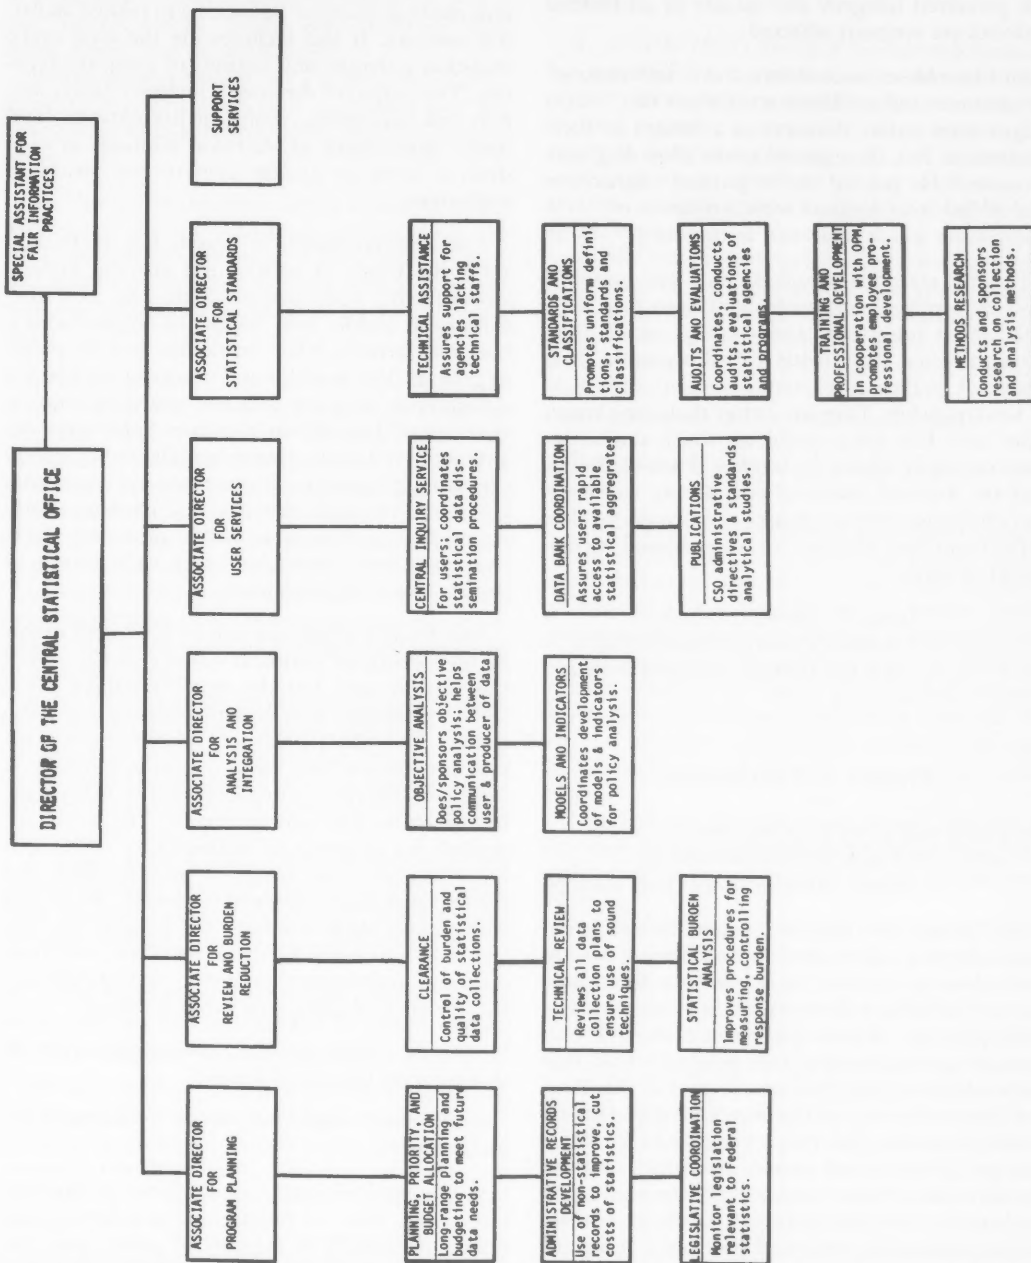 SPECIAL ASSISTANT FOR
FAIR INFORMATION
PRACTICES
DIRECTOR OF THE CENTRAL STATISTICAL OFFICE
ASSOCIATE DIRECTOR
FOR
PROGRAM PLANNING
ASSOCIATE DIRECTOR
FOR
REVIEW AND BURDEN
REDUCTION
ASSOCIATE DIRECTOR
FOR
ANALYSIS AND
INTEGRATION
ASSOCIATE DIRECTOR
FOR
USER SERVICES
ASSOCIATE DIRECTOR
FOR
STATISTICAL STANDARDS
SUPPORT
SERVICES
PLANNING, PRIORITY, AND
BUDGET ALLOCATION
Long-range planning and
budgeting to meet future
data needs.
ADMINISTRATIVE RECORDS
DEVELOPMENT
Use of non-statistical
records to improve, cut
costs of statistics.
LEGISLATIVE COORDINATION
Monitor legislation
relevant to Federal
statistics.
CLEARANCE
Control of burden and
quality of statistical
data collections.
TECHNICAL REVIEW
Reviews all data
collection plans to
ensure use of sound
techniques.
STATISTICAL BURDEN
ANALYSIS
Improves procedures for
measuring, controlling
response burden.
OBJECTIVE ANALYSIS
Does/sponsors objective
policy analysis; helps
communication between
user & producer of data
MODELS AND INDICATORS
Coordinates development
of models & indicators
for policy analysis.
CENTRAL INQUIRY SERVICE
For users; coordinates
statistical data dis-
semination procedures.
DATA BANK COORDINATION
Assures users rapid
access to available
statistical aggregates
PUBLICATIONS
CSO administrative
directives & standards,
analytical studies.
TECHNICAL ASSISTANCE
Assures support for
agencies lacking
technical staffs.
STANDARDS AND
CLASSIFICATIONS
Promotes uniform defini-
tions, standards and
classifications.
AUDITS AND EVALUATIONS
Coordinates, conducts
audits, evaluations of
statistical agencies
and programs.
TRAINING AND
PROFESSIONAL DEVELOPMENT
In cooperation with OPM,
promotes employee pro-
fessional development.
METHODS RESEARCH
Conducts and sponsors
research on collection
and analysis methods.